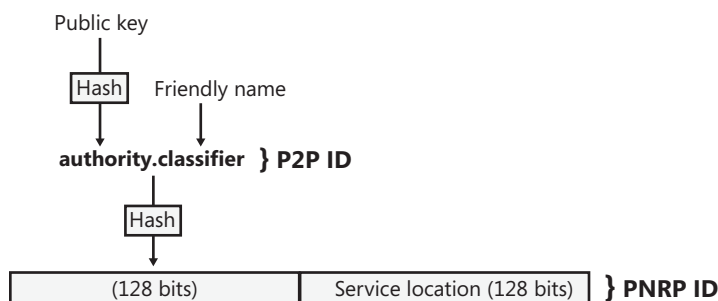 Public key
Hash
Friendly name
authority.classifier } P2P ID
Hash
(128 bits)
Service location (128 bits)
} PNRP ID